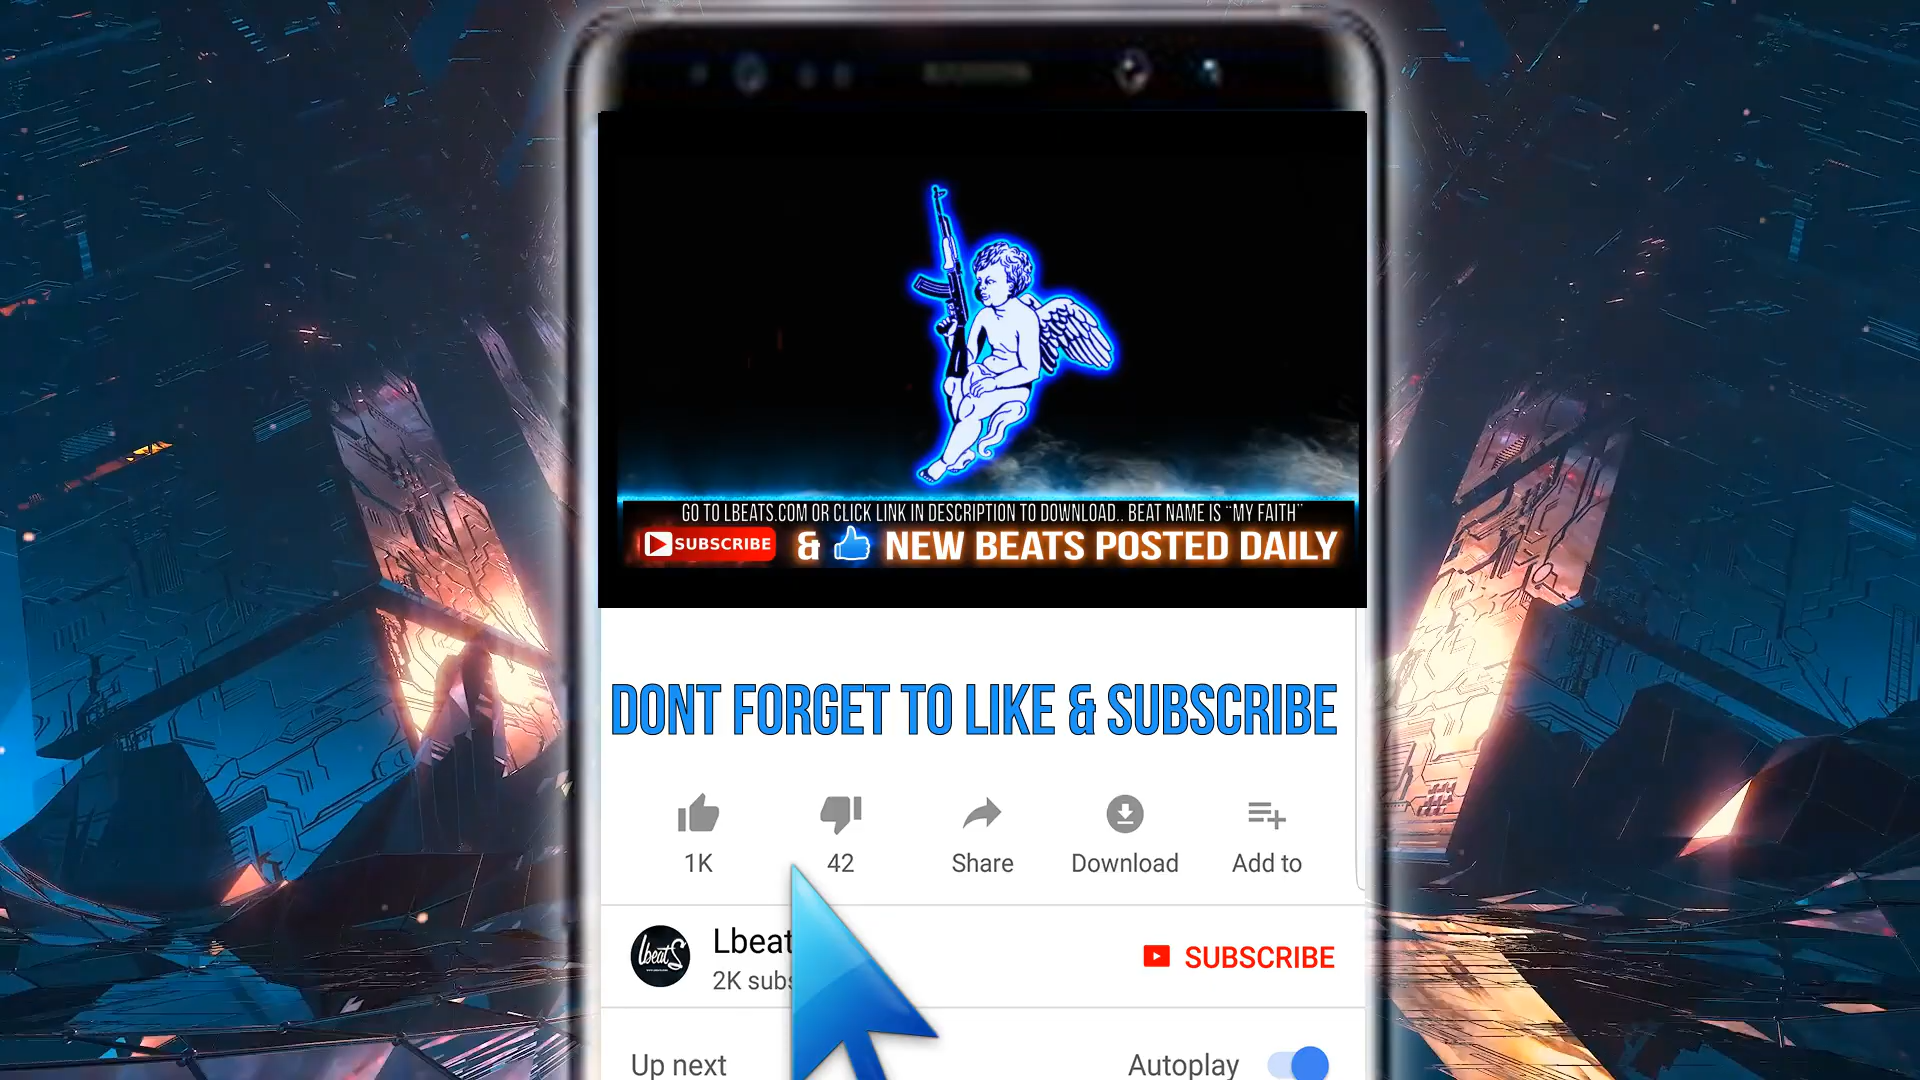 GO TO LBEATS.COM OR CLICK LINK IN DESCRIPTION TO DOWNLOAD.. BEAT NAME IS "MY FAITH"
SUBSCRIBE & NEW BEATS POSTED DAILY
DONT FORGET TO LIKE & SUBSCRIBE
1K 42 Share Download Add to
lbeatS
Lbeat
2K subs
SUBSCRIBE
Up next Autoplay